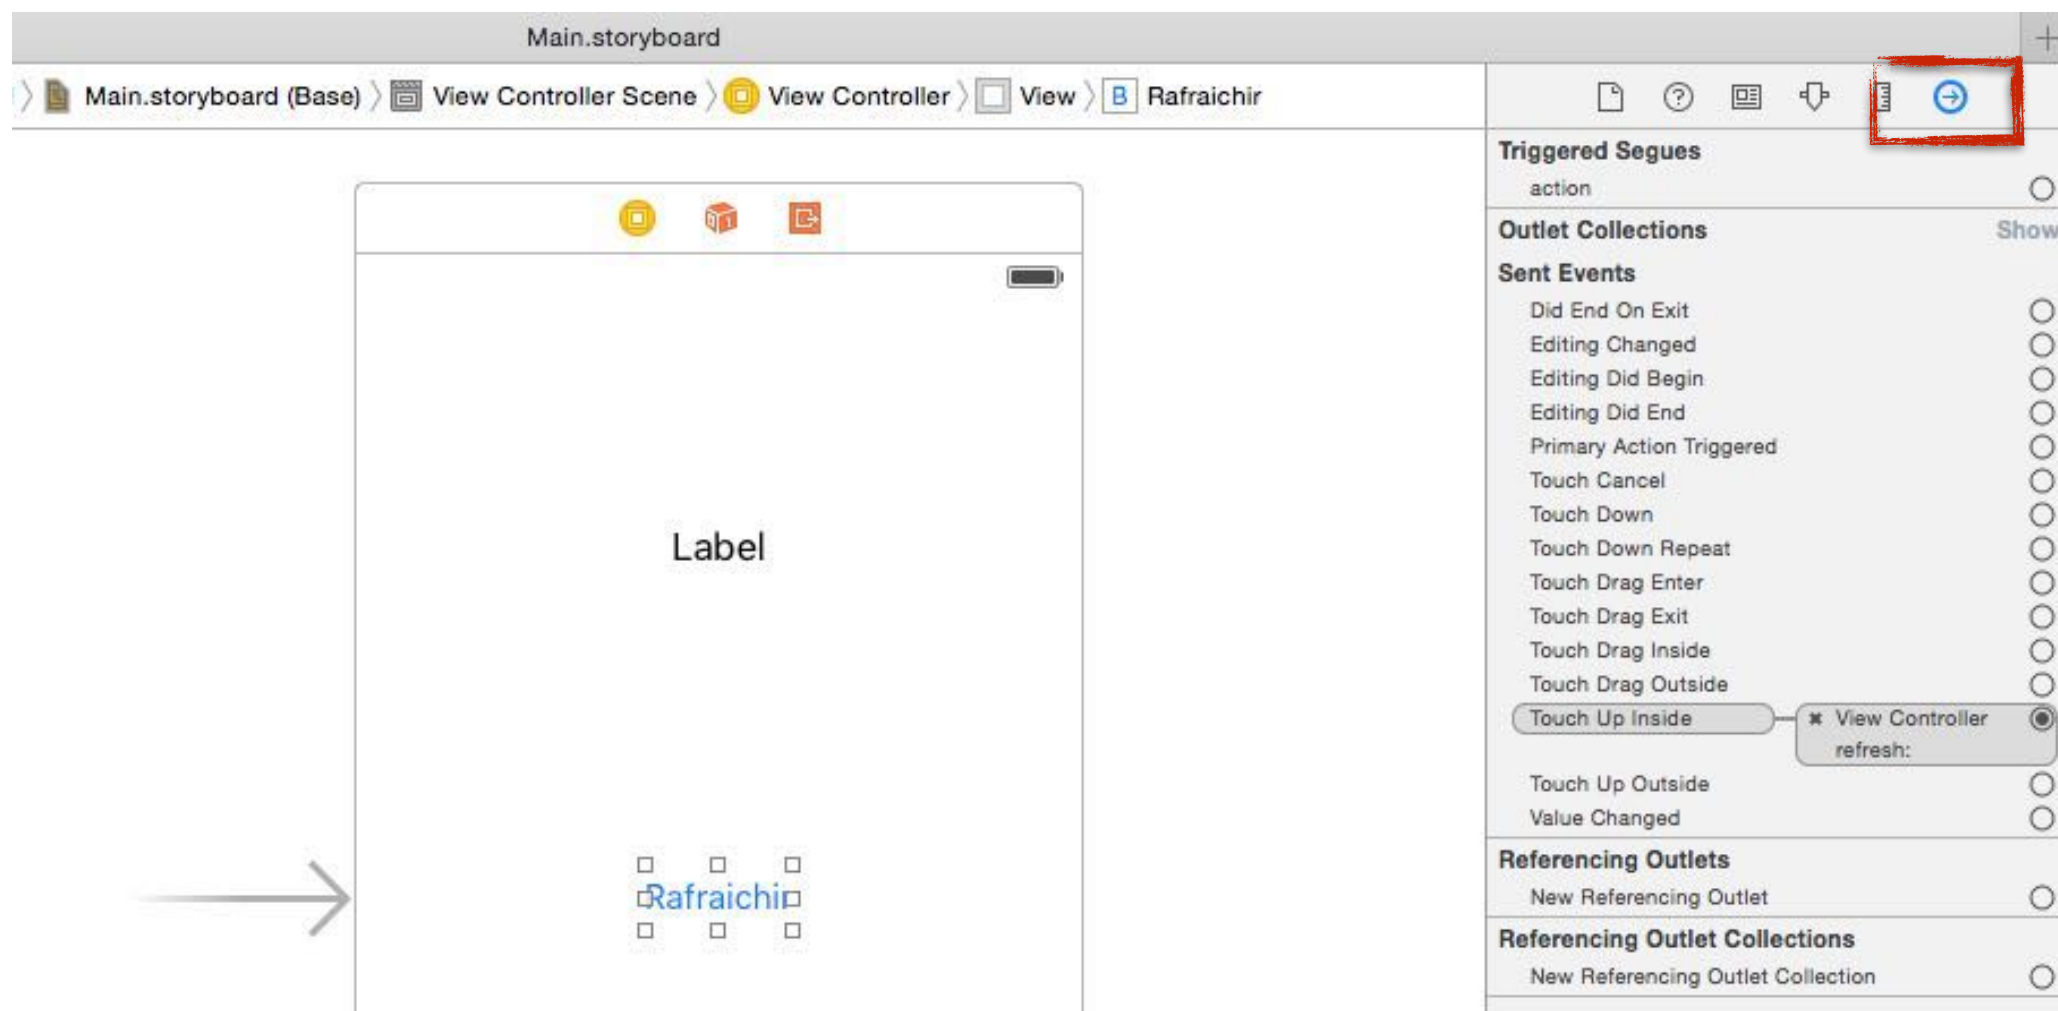 Main.storyboard
Main.storyboard (Base) View Controller Scene View Controller View B Rafraichir
Triggered Segues
action
Outlet Collections Show
Sent Events
Did End On Exit
Editing Changed
Editing Did Begin
Editing Did End
Primary Action Triggered
Touch Cancel
Touch Down
Touch Down Repeat
Touch Drag Enter
Touch Drag Exit
Touch Drag Inside
Touch Drag Outside
Touch Up Inside View Controller
refresh:
Touch Up Outside
Value Changed
Referencing Outlets
New Referencing Outlet
Referencing Outlet Collections
New Referencing Outlet Collection
Label
Rafraichir